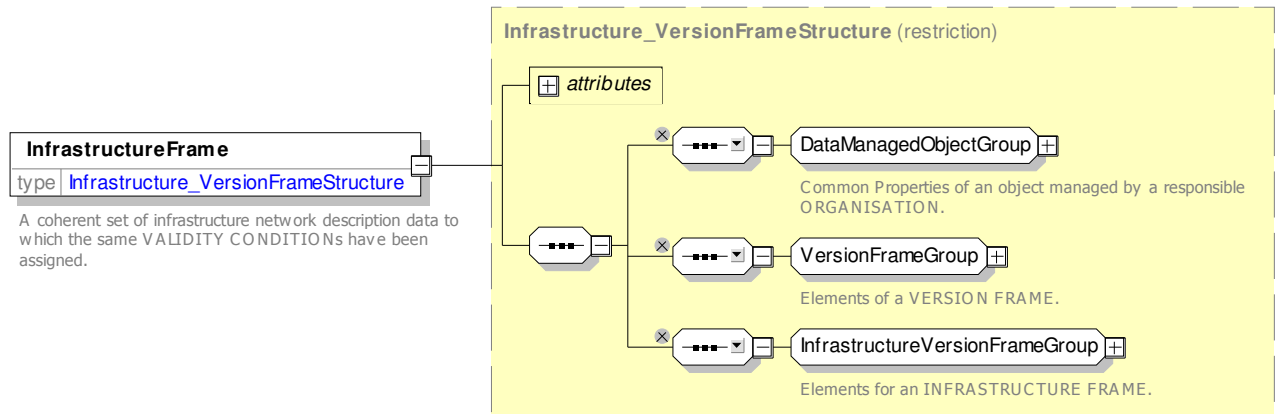 Infrastructure_VersionFrameStructure (restriction)
attributes
InfrastructureFrame
type Infrastructure_VersionFrameStructure
A coherent set of infrastructure network description data to
which the same VALIDITY CONDITIONs have been
assigned.
DataManagedObjectGroup
Common Properties of an object managed by a responsible
ORGANISATION.
VersionFrameGroup
Elements of a VERSION FRAME.
InfrastructureVersionFrameGroup
Elements for an INFRASTRUCTURE FRAME.